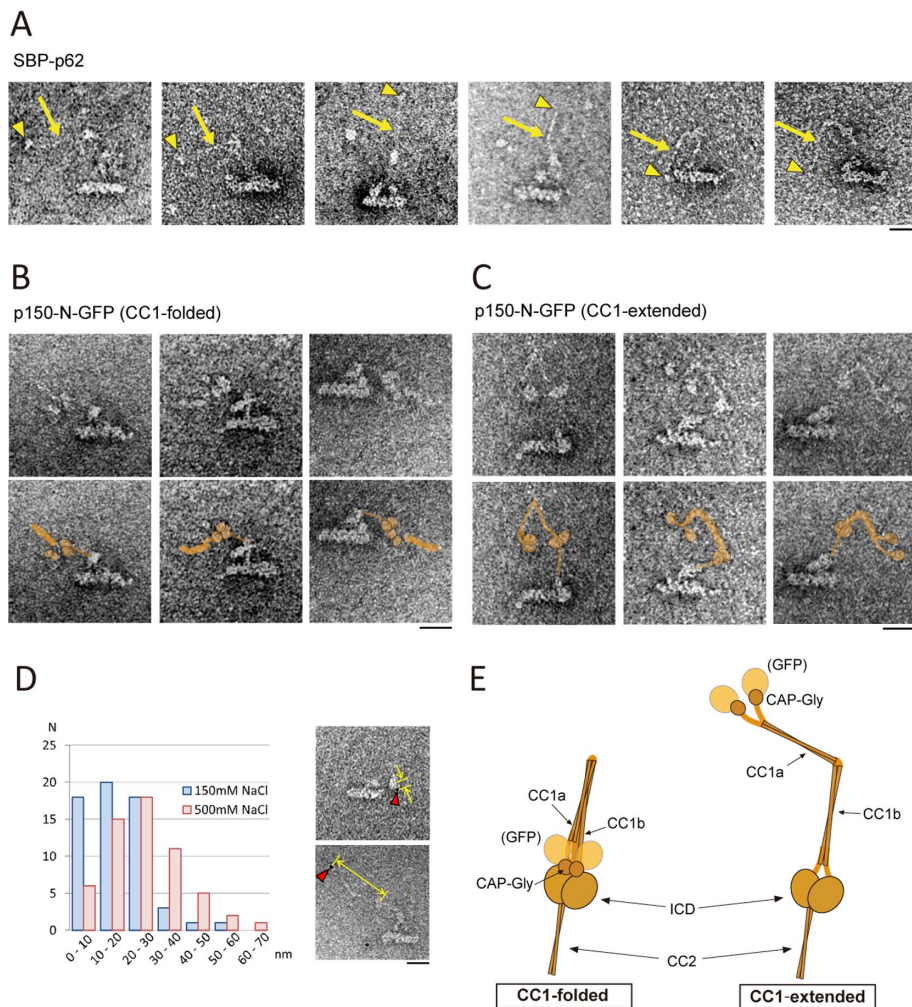 A
SBP-p62
B
p150-N-GFP (CC1-folded)
C
p150-N-GFP (CC1-extended)
D
N
25
20
15
10
5
0
150mM NaCl
500mM NaCl
0 - 10
10 - 20
20 - 30
30 - 40
40 - 50
50 - 60
60 - 70
nm
E
(GFP)
CAP-Gly
CC1a
CC1b
CC1a
CC1b
(GFP)
CAP-Gly
ICD
CC2
CC1-folded
CC1-extended